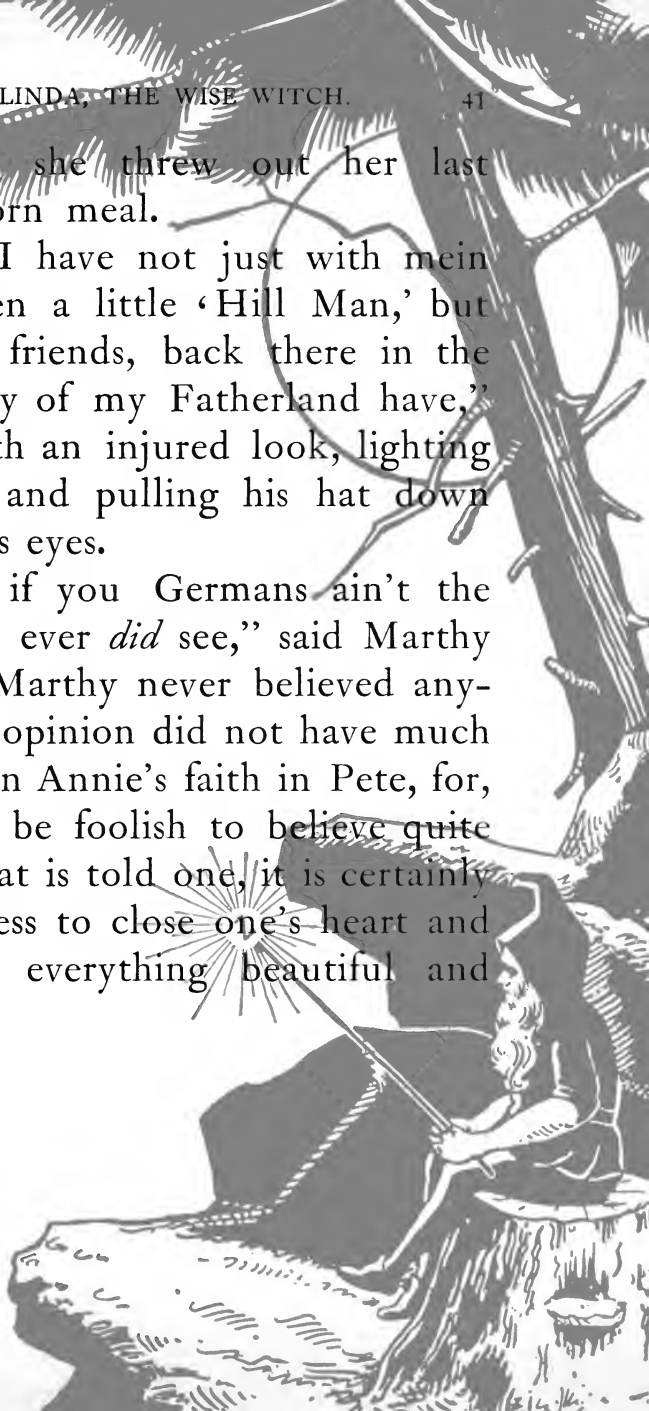 LINDA, THE WISE WITCH. 41
she threw out her last
orn meal.
I have not just with mein
en a little ‘Hill Man,’ but
friends, back there in the
y of my Fatherland have,”
th an injured look, lighting
and pulling his hat down
s eyes.
if you Germans ain’t the
ever did see,” said Marthy
Marthy never believed any-
opinion did not have much
n Annie’s faith in Pete, for,
be foolish to believe quite
at is told one, it is certainly
ess to close one’s heart and
everything beautiful and